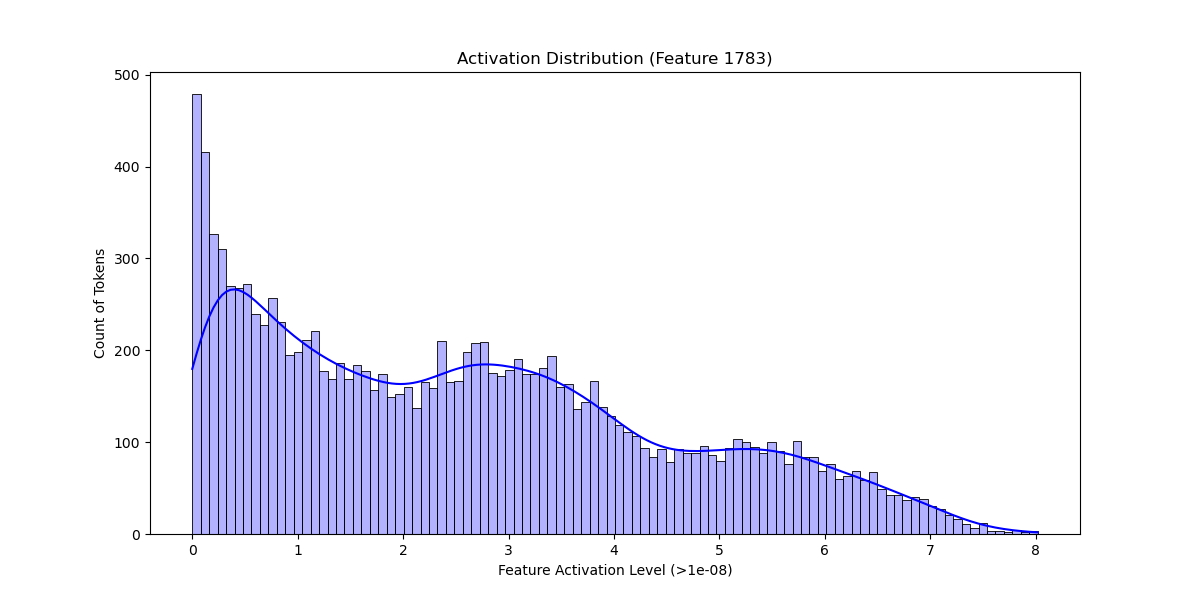 Activation Distribution (Feature 1783)
500
400
300
200
100
0
Count of Tokens
0 1 2 3 4 5 6 7 8
Feature Activation Level (>1e-08)